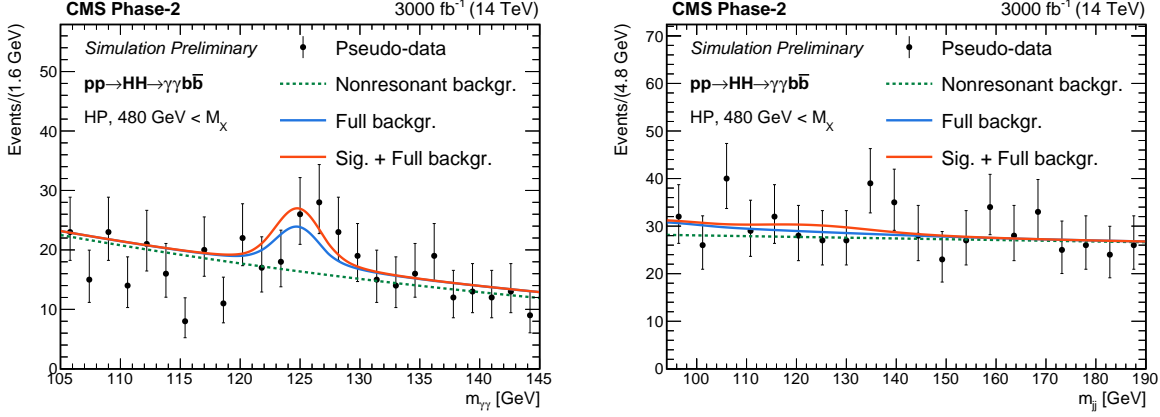 CMS Phase-2 3000 fb⁻¹ (14 TeV)
Simulation Preliminary
pp→HH→γγbb̅
HP, 480 GeV < M_X
Pseudo-data
Nonresonant backgr.
Full backgr.
Sig. + Full backgr.
Events/(1.6 GeV)
50
40
30
20
10
0
105 110 115 120 125 130 135 140 145
m_γγ [GeV]
CMS Phase-2 3000 fb⁻¹ (14 TeV)
Simulation Preliminary
pp→HH→γγbb̅
HP, 480 GeV < M_X
Pseudo-data
Nonresonant backgr.
Full backgr.
Sig. + Full backgr.
Events/(4.8 GeV)
70
60
50
40
30
20
10
0
100 110 120 130 140 150 160 170 180 190
m_jj [GeV]